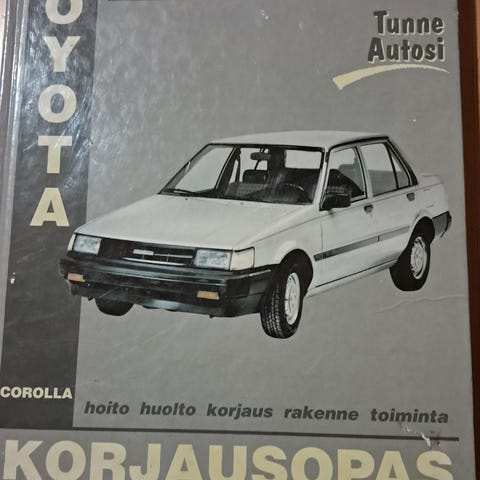 OYOTA
Tunne
Autosi
COROLLA
hoito huolto korjaus rakenne toiminta
KORJAUSOPAS